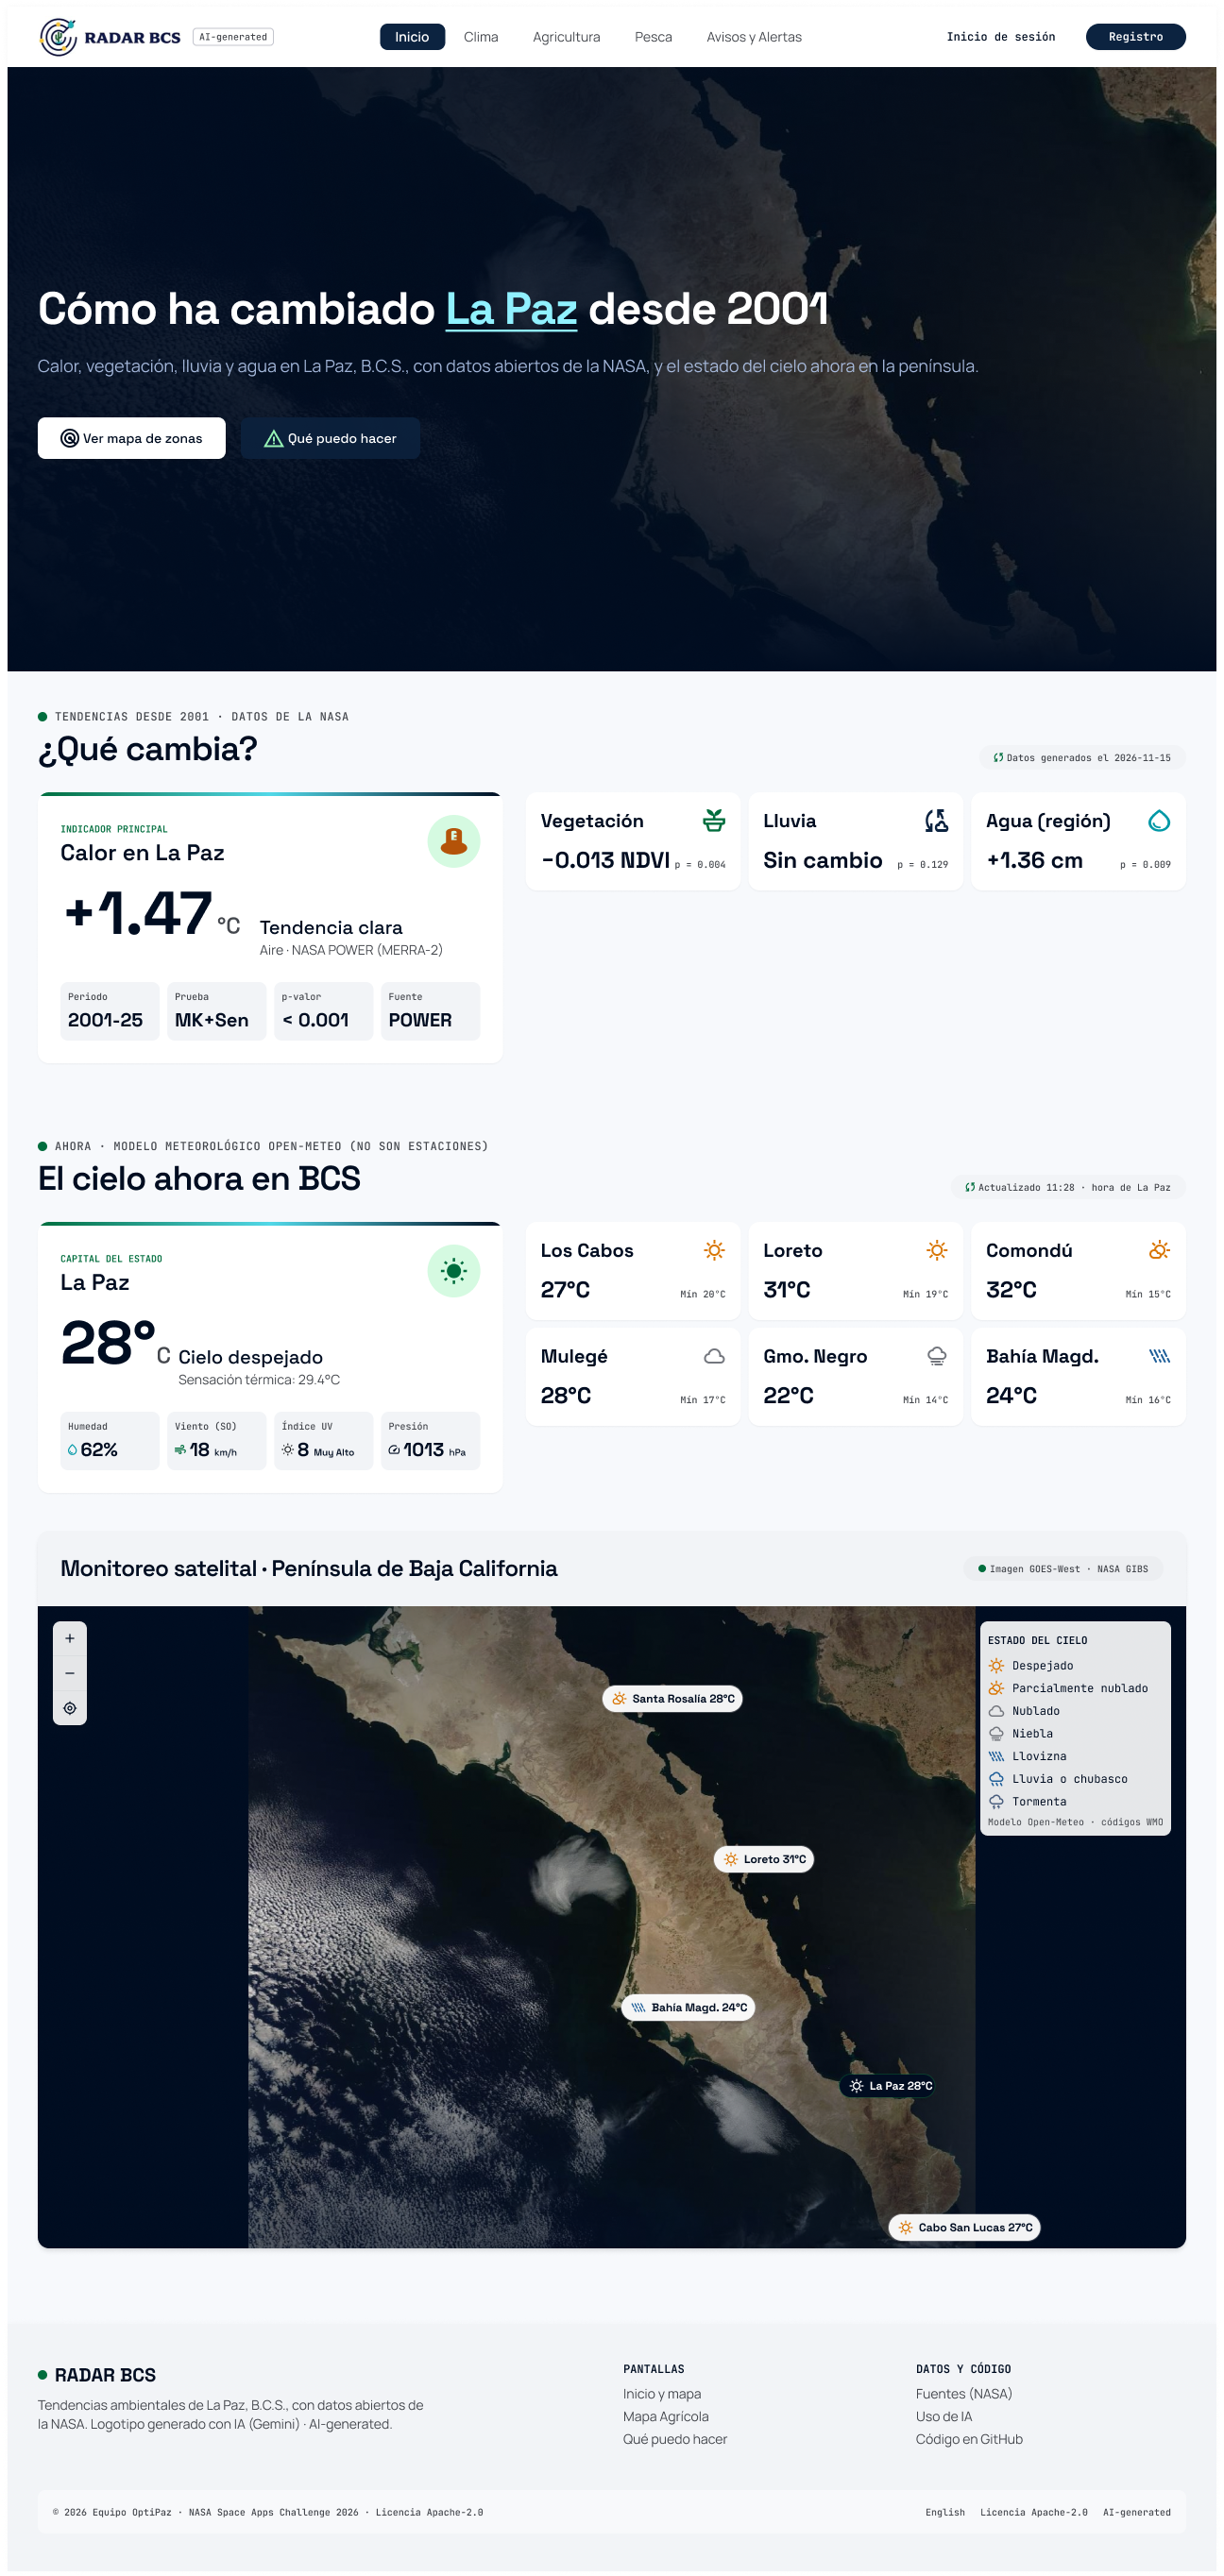 RADAR BCS
AI-generated
Inicio
Clima
Agricultura
Pesca
Avisos y Alertas
Inicio de sesión
Registro
Cómo ha cambiado La Paz desde 2001
Calor, vegetación, lluvia y agua en La Paz, B.C.S., con datos abiertos de la NASA, y el estado del cielo ahora en la península.
Ver mapa de zonas
Qué puedo hacer
TENDENCIAS DESDE 2001 · DATOS DE LA NASA
¿Qué cambia?
Datos generados el 2026-11-15
INDICADOR PRINCIPAL
Calor en La Paz
E
+1.47 °C
Tendencia clara
Aire · NASA POWER (MERRA-2)
Periodo
2001-25
Prueba
MK+Sen
p-valor
< 0.001
Fuente
POWER
Vegetación
−0.013 NDVI p = 0.004
Lluvia
Sin cambio p = 0.129
Agua (región)
+1.36 cm p = 0.009
AHORA · MODELO METEOROLÓGICO OPEN-METEO (NO SON ESTACIONES)
El cielo ahora en BCS
Actualizado 11:28 · hora de La Paz
CAPITAL DEL ESTADO
La Paz
28° C
Cielo despejado
Sensación térmica: 29.4°C
Humedad
62%
Viento (SO)
18 km/h
Índice UV
8 Muy Alto
Presión
1013 hPa
Los Cabos
27°C Mín 20°C
Loreto
31°C Mín 19°C
Comondú
32°C Mín 15°C
Mulegé
28°C Mín 17°C
Gmo. Negro
22°C Mín 14°C
Bahía Magd.
24°C Mín 16°C
Monitoreo satelital · Península de Baja California
Imagen GOES-West · NASA GIBS
+
−
ESTADO DEL CIELO
Despejado
Parcialmente nublado
Nublado
Niebla
Llovizna
Lluvia o chubasco
Tormenta
Modelo Open-Meteo · códigos WMO
Santa Rosalía 28°C
Loreto 31°C
Bahía Magd. 24°C
La Paz 28°C
Cabo San Lucas 27°C
RADAR BCS
Tendencias ambientales de La Paz, B.C.S., con datos abiertos de
la NASA. Logotipo generado con IA (Gemini) · AI-generated.
PANTALLAS
Inicio y mapa
Mapa Agrícola
Qué puedo hacer
DATOS Y CÓDIGO
Fuentes (NASA)
Uso de IA
Código en GitHub
© 2026 Equipo OptiPaz · NASA Space Apps Challenge 2026 · Licencia Apache-2.0
English
Licencia Apache-2.0
AI-generated